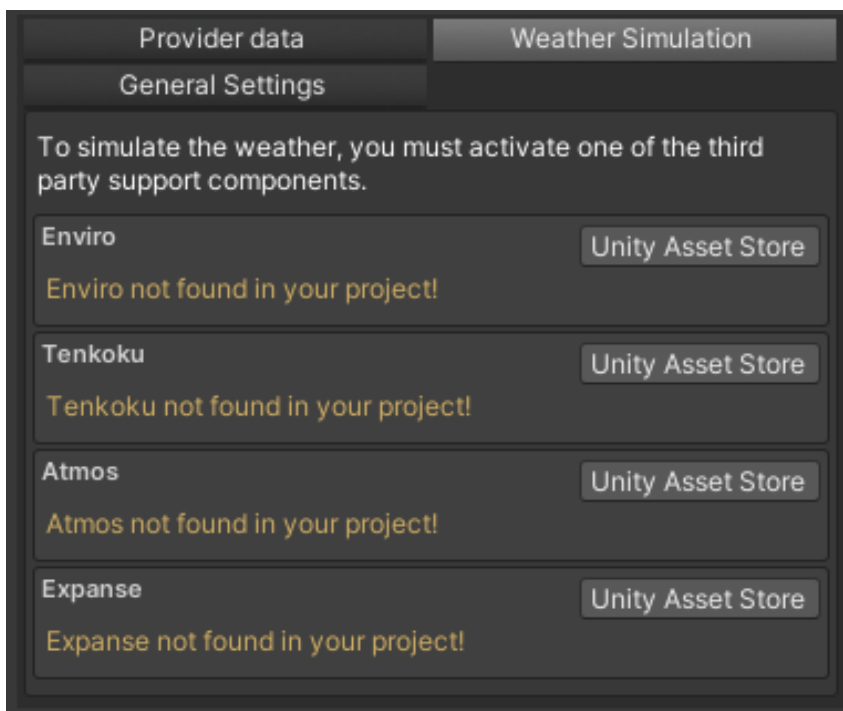 Provider data
Weather Simulation
General Settings
To simulate the weather, you must activate one of the third
party support components.
Enviro
Unity Asset Store
Enviro not found in your project!
Tenkoku
Unity Asset Store
Tenkoku not found in your project!
Atmos
Unity Asset Store
Atmos not found in your project!
Expanse
Unity Asset Store
Expanse not found in your project!